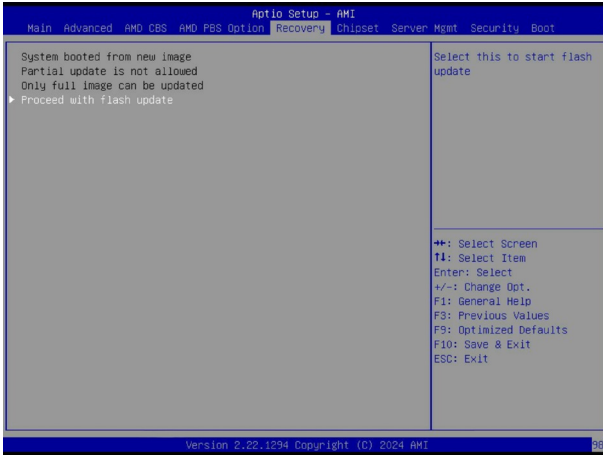 Aptio Setup - AMI
Main Advanced AMD CBS AMD PBS Option Recovery Chipset Server Mgmt Security Boot
System booted from new image
Partial update is not allowed
Only full image can be updated
▶ Proceed with flash update
Select this to start flash
update
→←: Select Screen
↑↓: Select Item
Enter: Select
+/-: Change Opt.
F1: General Help
F3: Previous Values
F9: Optimized Defaults
F10: Save & Exit
ESC: Exit
Version 2.22.1294 Copyright (C) 2024 AMI
98